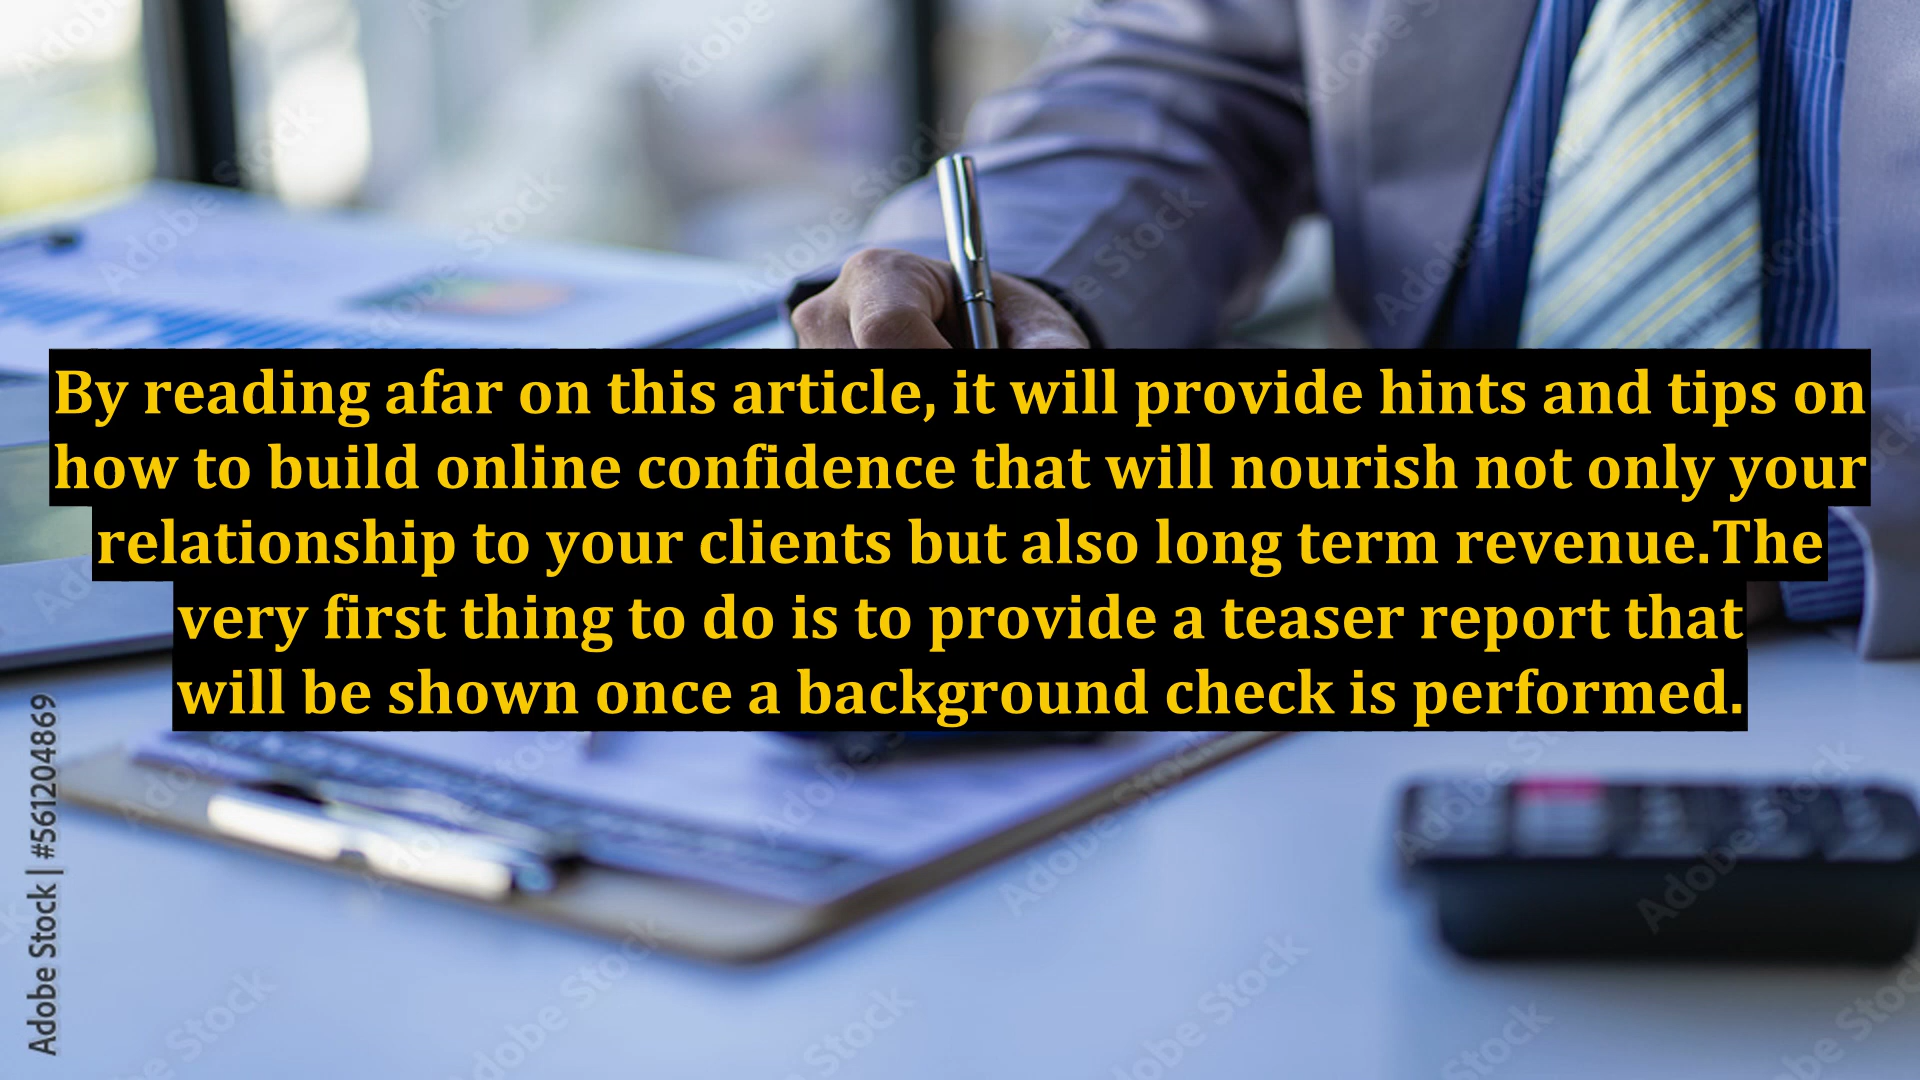 By reading afar on this article, it will provide hints and tips on
how to build online confidence that will nourish not only your
relationship to your clients but also long term revenue.The
very first thing to do is to provide a teaser report that
will be shown once a background check is performed.
Adobe Stock | #561204869
Adobe Stock